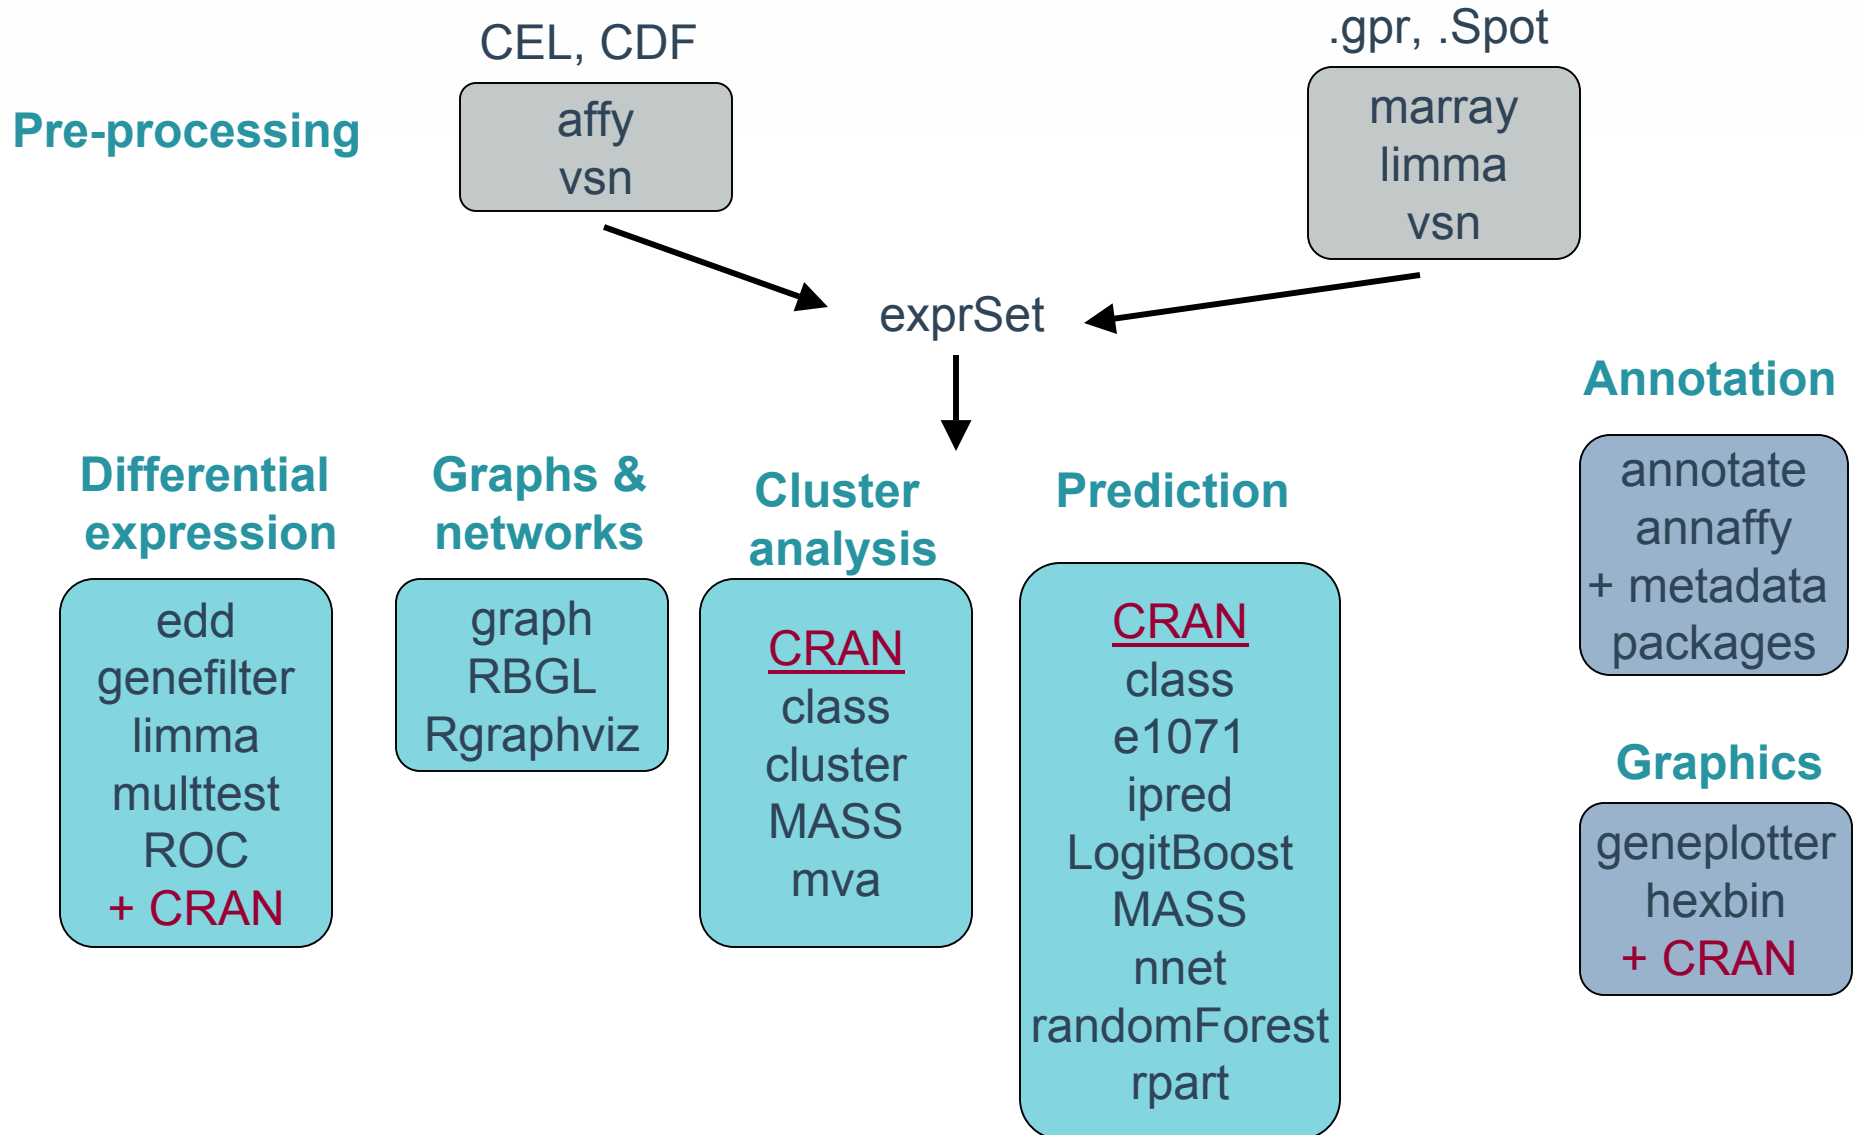 CEL, CDF
.gpr, .Spot
Pre-processing
affy
vsn
marray
limma
vsn
exprSet
Differential
expression
edd
genefilter
limma
multtest
ROC
+ CRAN
Graphs &
networks
graph
RBGL
Rgraphviz
Cluster
analysis
CRAN
class
cluster
MASS
mva
Prediction
CRAN
class
e1071
ipred
LogitBoost
MASS
nnet
randomForest
rpart
Annotation
annotate
annaffy
+ metadata
packages
Graphics
geneplotter
hexbin
+ CRAN